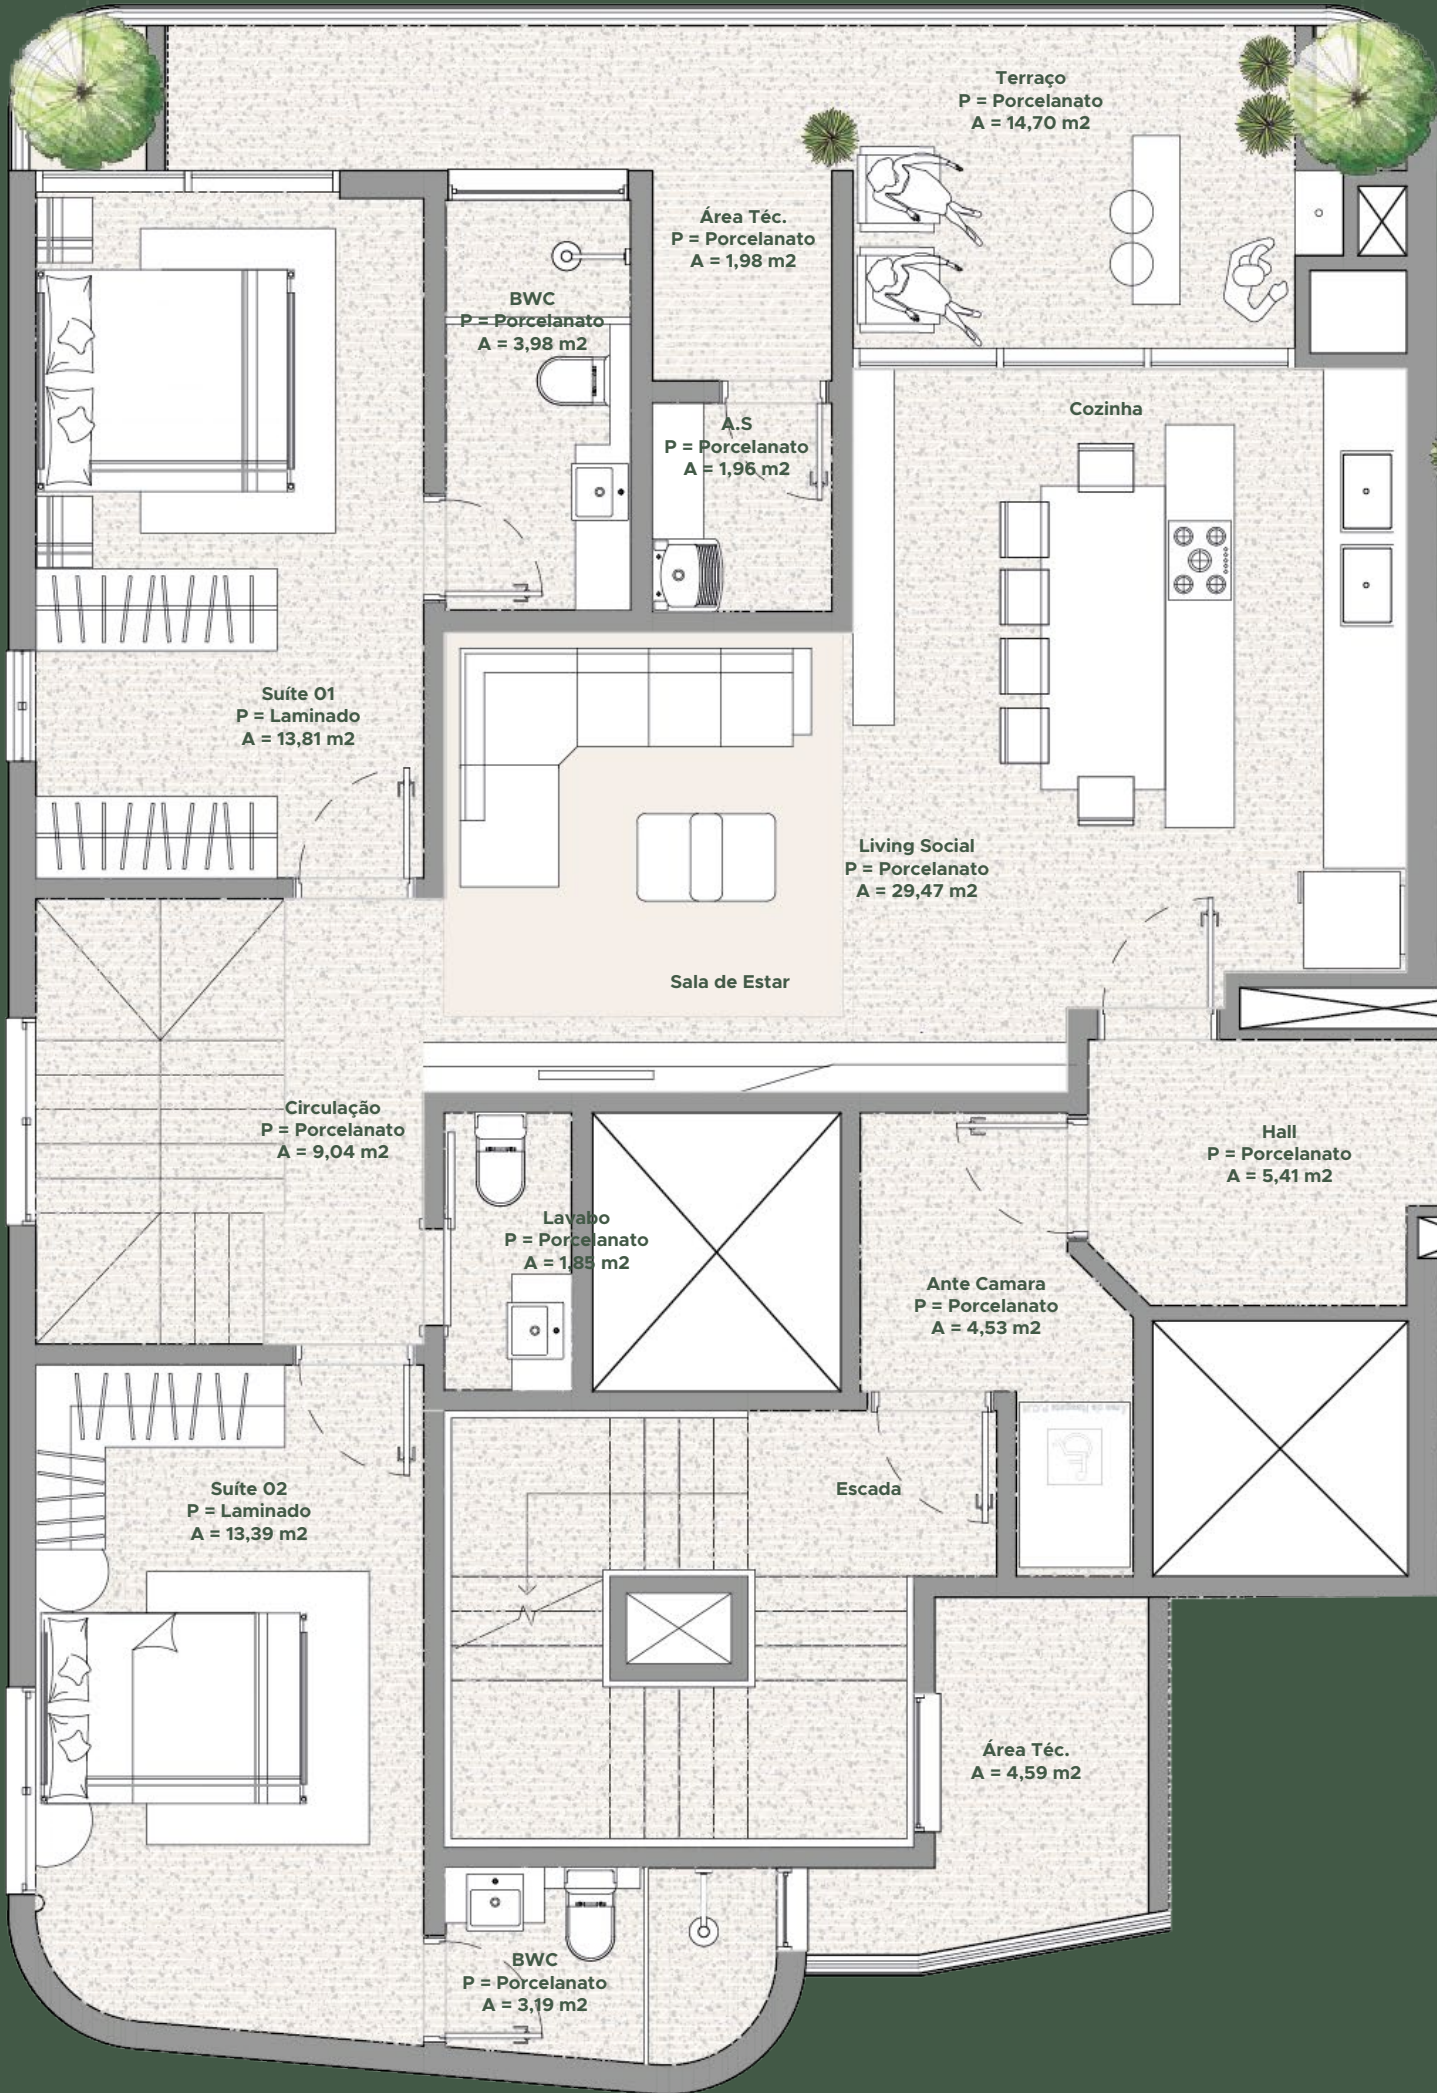 Terraço
P = Porcelanato
A = 14,70 m2
Área Téc.
P = Porcelanato
A = 1,98 m2
BWC
P = Porcelanato
A = 3,98 m2
A.S
P = Porcelanato
A = 1,96 m2
Cozinha
Suíte 01
P = Laminado
A = 13,81 m2
Living Social
P = Porcelanato
A = 29,47 m2
Sala de Estar
Circulação
P = Porcelanato
A = 9,04 m2
Hall
P = Porcelanato
A = 5,41 m2
Lavabo
P = Porcelanato
A = 1,85 m2
Ante Camara
P = Porcelanato
A = 4,53 m2
Suíte 02
P = Laminado
A = 13,39 m2
Escada
Área Téc.
A = 4,59 m2
BWC
P = Porcelanato
A = 3,19 m2